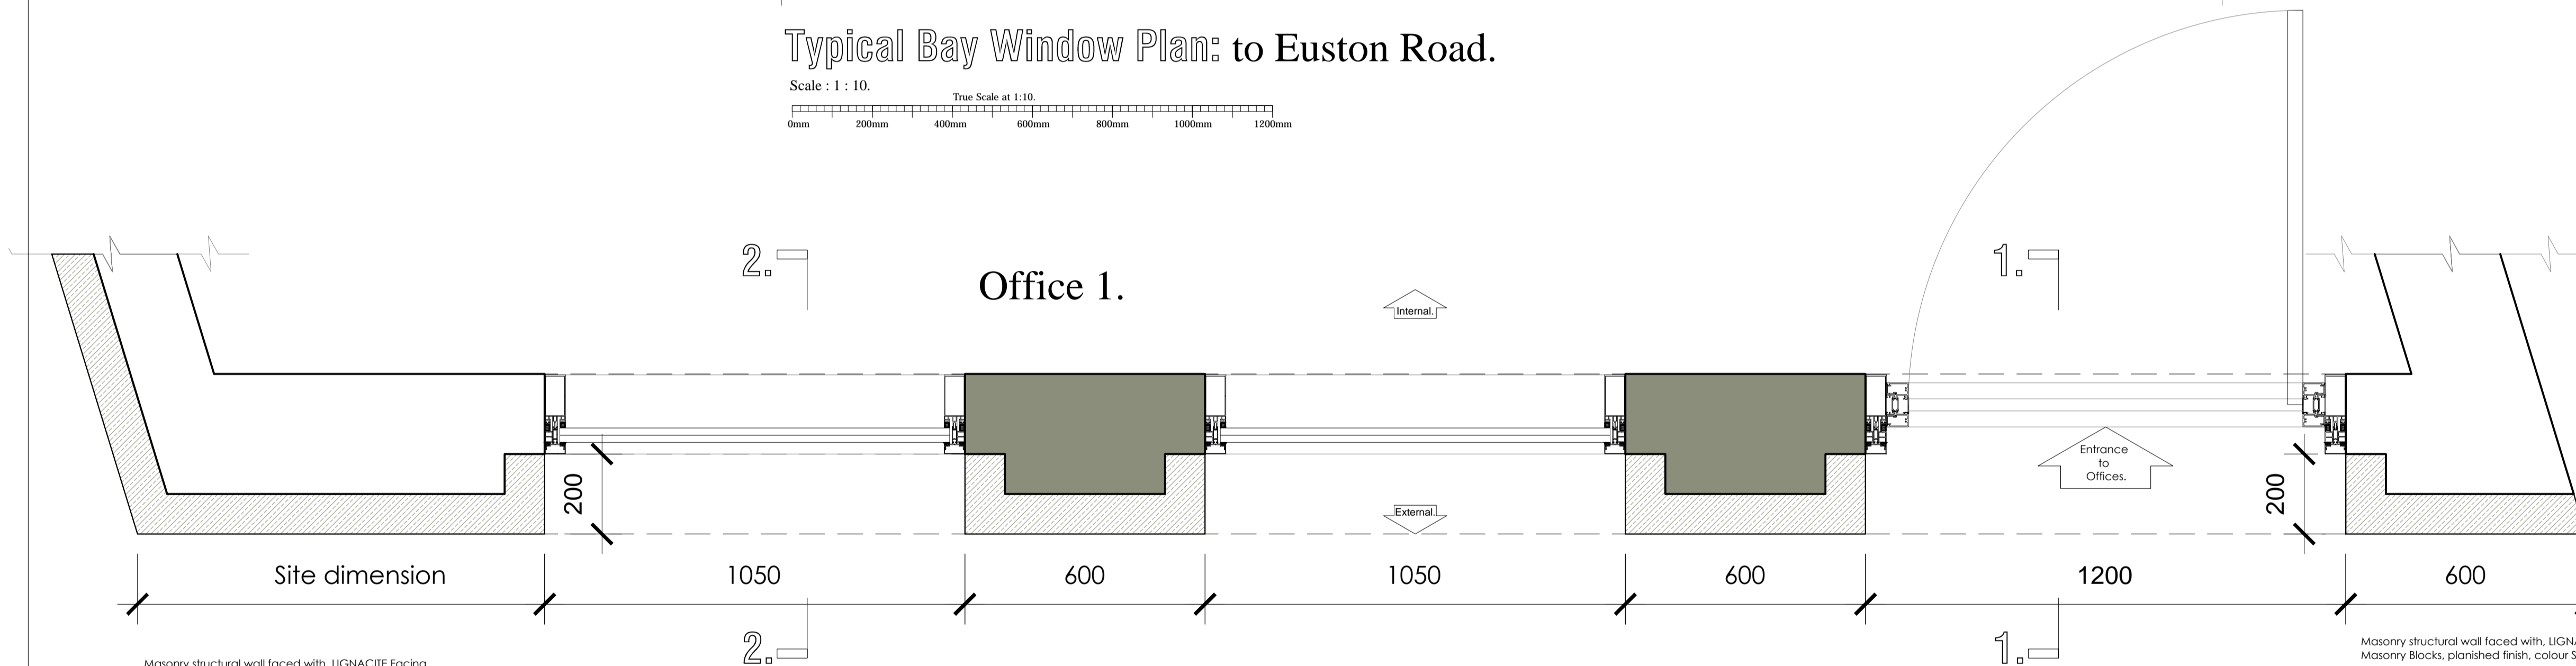 Typical Bay Window Plan: to Euston Road.
Scale : 1 : 10.
True Scale at 1:10.
0mm 200mm 400mm 600mm 800mm 1000mm 1200mm
2. 1.
Office 1.
Internal.
Entrance
to
Offices.
200 200
External.
Site dimension 1050 600 1050 600 1200 600
2. 1.
Masonry structural wall faced with, LIGNACITE Facing
Masonry structural wall faced with, LIGNA
Masonry Blocks, planished finish, colour S